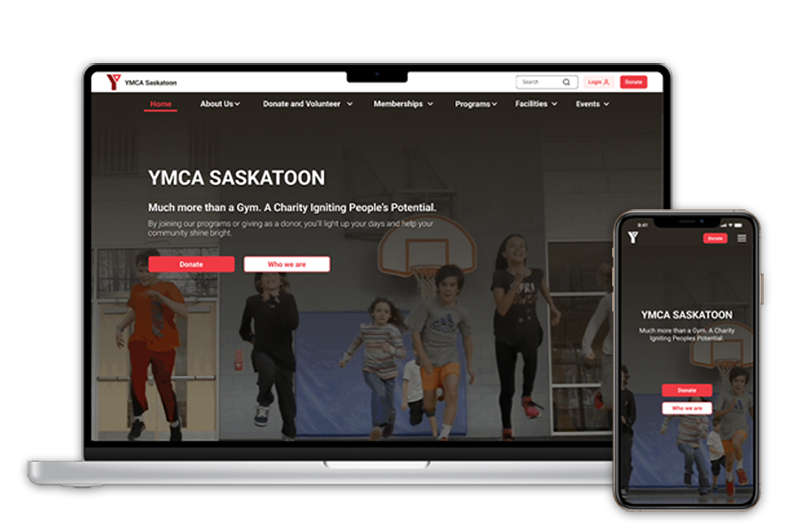 YMCA Saskatoon
Search
Login
Donate
Home
About Us
Donate and Volunteer
Memberships
Programs
Facilities
Events
YMCA SASKATOON
Much more than a Gym. A Charity Igniting People's Potential.
By joining our programs or giving as a donor, you'll light up your days and help your
community shine bright.
Donate
Who we are
9:41
Donate
YMCA SASKATOON
Much more than a Gym. A Charity
Igniting Peoples Potential.
Donate
Who we are